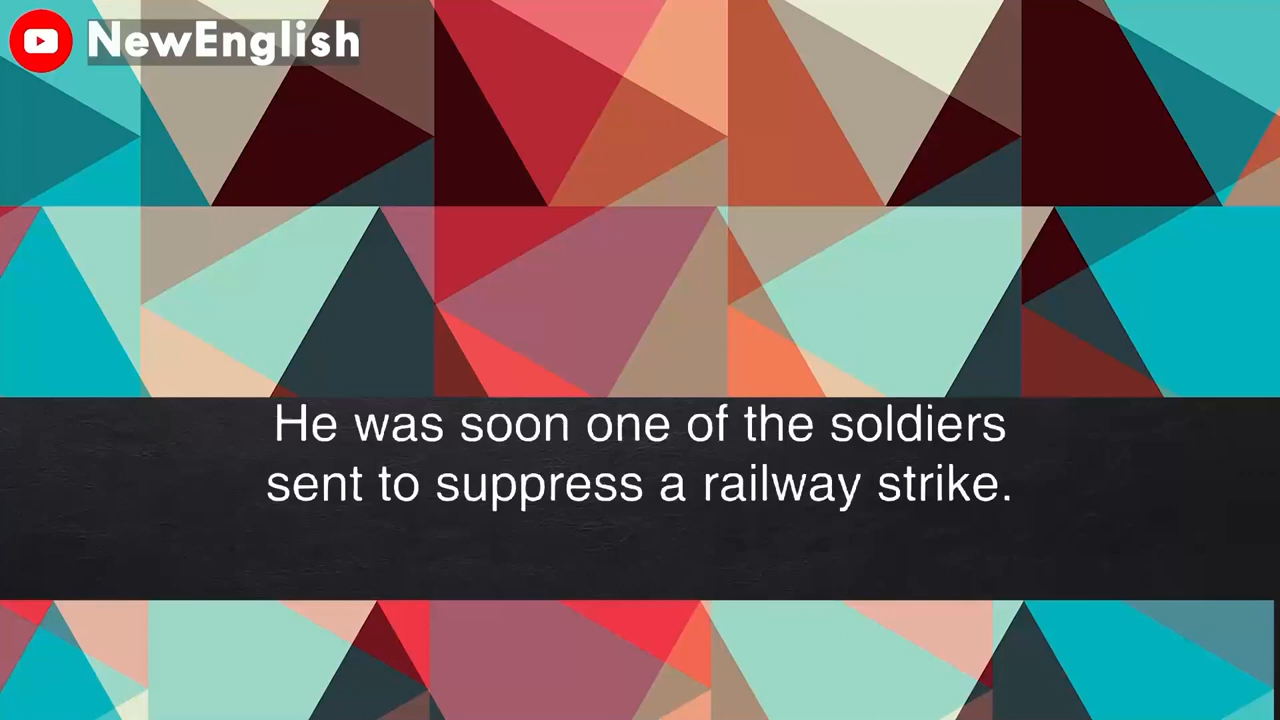 NewEnglish
He was soon one of the soldiers
sent to suppress a railway strike.